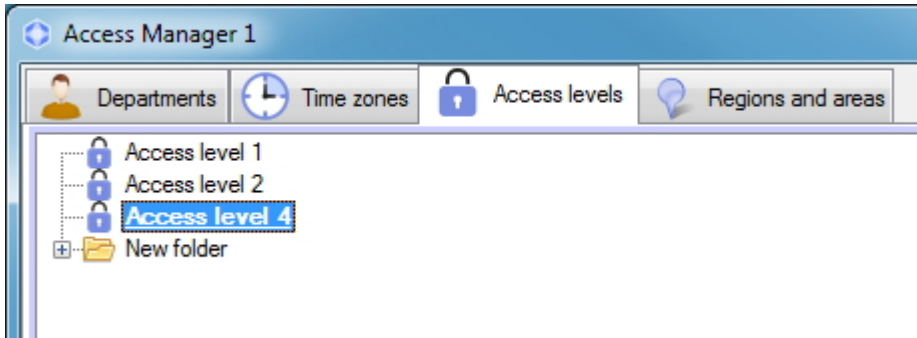 Access Manager 1
Departments Time zones Access levels Regions and areas
Access level 1
Access level 2
Access level 4
New folder